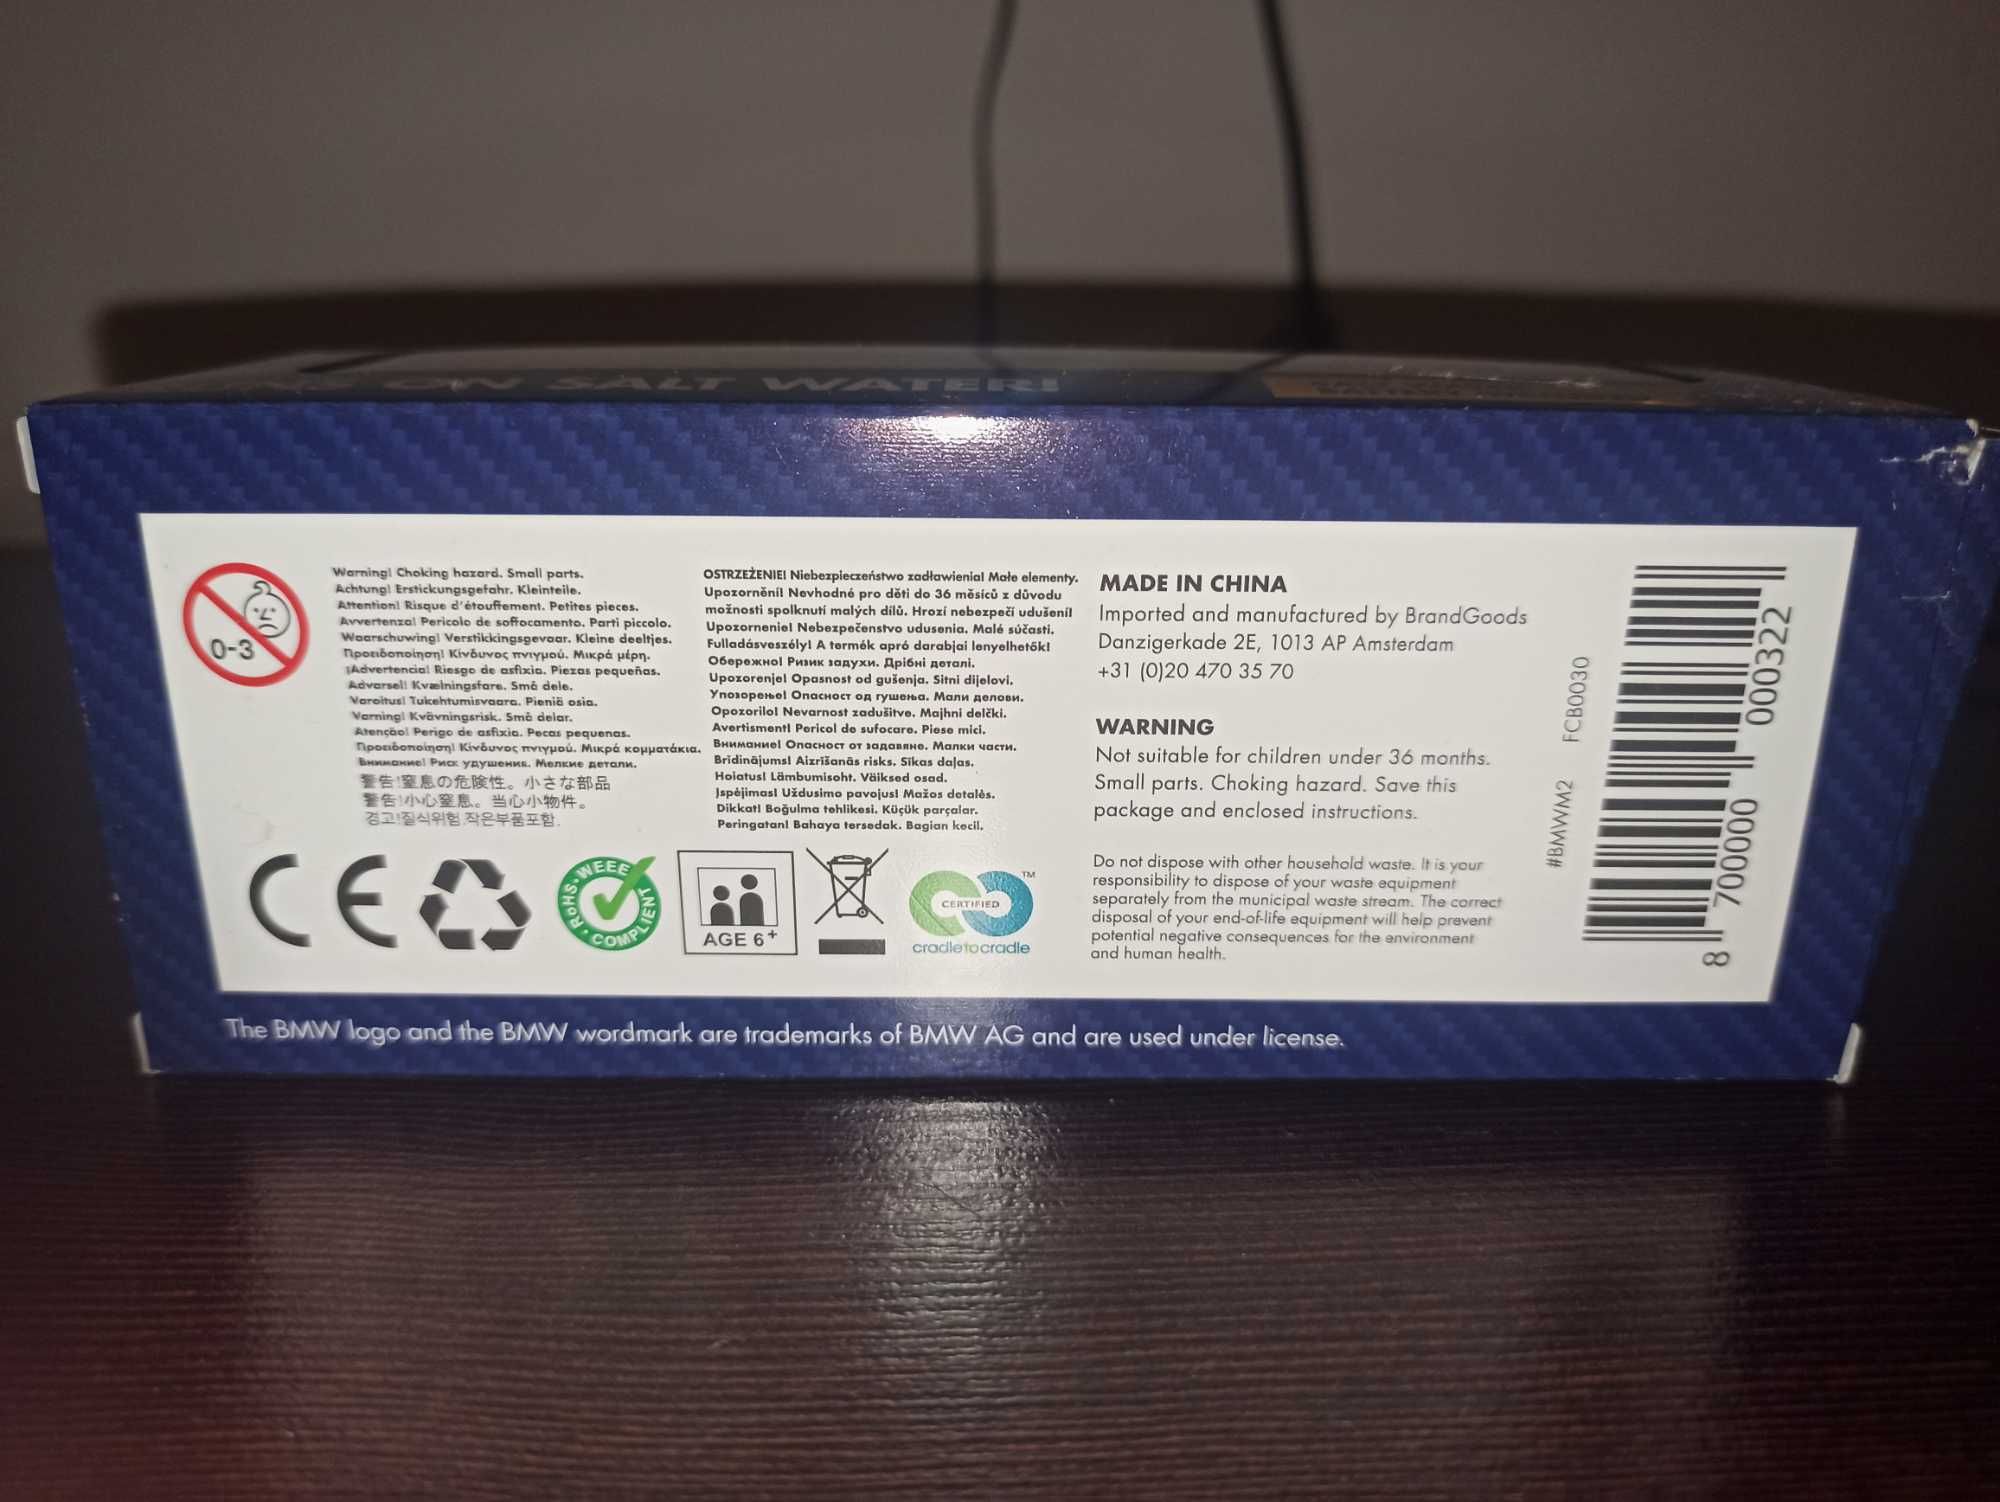 ON SALT WATER!
0-3
Warning! Choking hazard. Small parts.
Achtung! Erstickungsgefahr. Kleinteile.
Attention! Risque d'étouffement. Petites pieces.
Avvertenza! Pericolo de soffocamento. Parti piccolo.
Waarschuwing! Verstikkingsgevaar. Kleine deeltjes.
Προειδοποίηση! Κίνδυνος πνιγμού. Μικρά μέρη.
¡Advertencia! Riesgo de asfixia. Piezas pequeñas.
Advarsel! Kvælningsfare. Små dele.
Varoitus! Tukehtumisvaara. Pieniä osia.
Varning! Kvävningsrisk. Små delar.
Atenção! Perigo de asfixia. Pecas pequenas.
Προειδοποίηση! Κίνδυνος πνιγμού. Μικρά κομματάκια.
Внимание! Риск удушения. Мелкие детали.
警告!窒息の危険性。小さな部品
警告!小心窒息。当心小物件。
경고!질식위험.작은부품포함.
OSTRZEŻENIE! Niebezpieczeństwo zadławienia! Małe elementy.
Upozornění! Nevhodné pro děti do 36 měsíců z důvodu
možnosti spolknutí malých dílů. Hrozí nebezpečí udušení!
Upozornenie! Nebezpečenstvo udusenia. Malé súčasti.
Fulladásveszély! A termék apró darabjai lenyelhetők!
Обережно! Ризик задухи. Дрібні деталі.
Upozorenje! Opasnost od gušenja. Sitni dijelovi.
Упозорење! Опасност од гушења. Мали делови.
Opozorilo! Nevarnost zadušitve. Majhni delčki.
Avertisment! Pericol de sufocare. Piese mici.
Внимание! Опасност от задавяне. Малки части.
Brīdinājums! Aizrīšanās risks. Sīkas daļas.
Hoiatus! Lämbumisoht. Väiksed osad.
Įspėjimas! Uždusimo pavojus! Mažos detalės.
Dikkat! Boğulma tehlikesi. Küçük parçalar.
Peringatan! Bahaya tersedak. Bagian kecil.
CE
RoHS • WEEE • COMPLIENT
AGE 6+
CERTIFIED
TM
cradletocradle
MADE IN CHINA
Imported and manufactured by BrandGoods
Danzigerkade 2E, 1013 AP Amsterdam
+31 (0)20 470 35 70
WARNING
Not suitable for children under 36 months.
Small parts. Choking hazard. Save this
package and enclosed instructions.
Do not dispose with other household waste. It is your
responsibility to dispose of your waste equipment
separately from the municipal waste stream. The correct
disposal of your end-of-life equipment will help prevent
potential negative consequences for the environment
and human health.
#BMWM2 FCB0030
8 700000 000322
The BMW logo and the BMW wordmark are trademarks of BMW AG and are used under license.